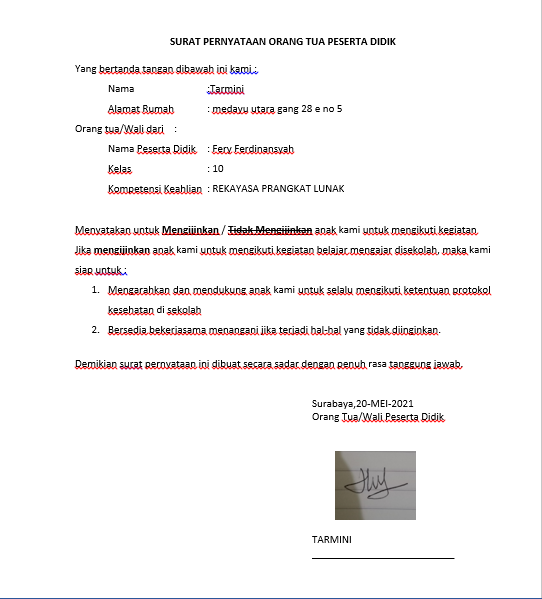 SURAT PERNYATAAN ORANG TUA PESERTA DIDIK
Yang bertanda tangan dibawah ini kami :
Nama :Tarmini
Alamat Rumah : medayu utara gang 28 e no 5
Orang tua/Wali dari :
Nama Peserta Didik : Fery Ferdinansyah
Kelas : 10
Kompetensi Keahlian : REKAYASA PRANGKAT LUNAK
Menyatakan untuk Mengijinkan / Tidak Mengijinkan anak kami untuk mengikuti kegiatan
Jika mengijinkan anak kami untuk mengikuti kegiatan belajar mengajar disekolah, maka kami
siap untuk :
1. Mengarahkan dan mendukung anak kami untuk selalu mengikuti ketentuan protokol
kesehatan di sekolah
2. Bersedia bekerjasama menangani jika terjadi hal-hal yang tidak diinginkan.
Demikian surat pernyataan ini dibuat secara sadar dengan penuh rasa tanggung jawab.
Surabaya,20-MEI-2021
Orang Tua/Wali Peserta Didik
TARMINI